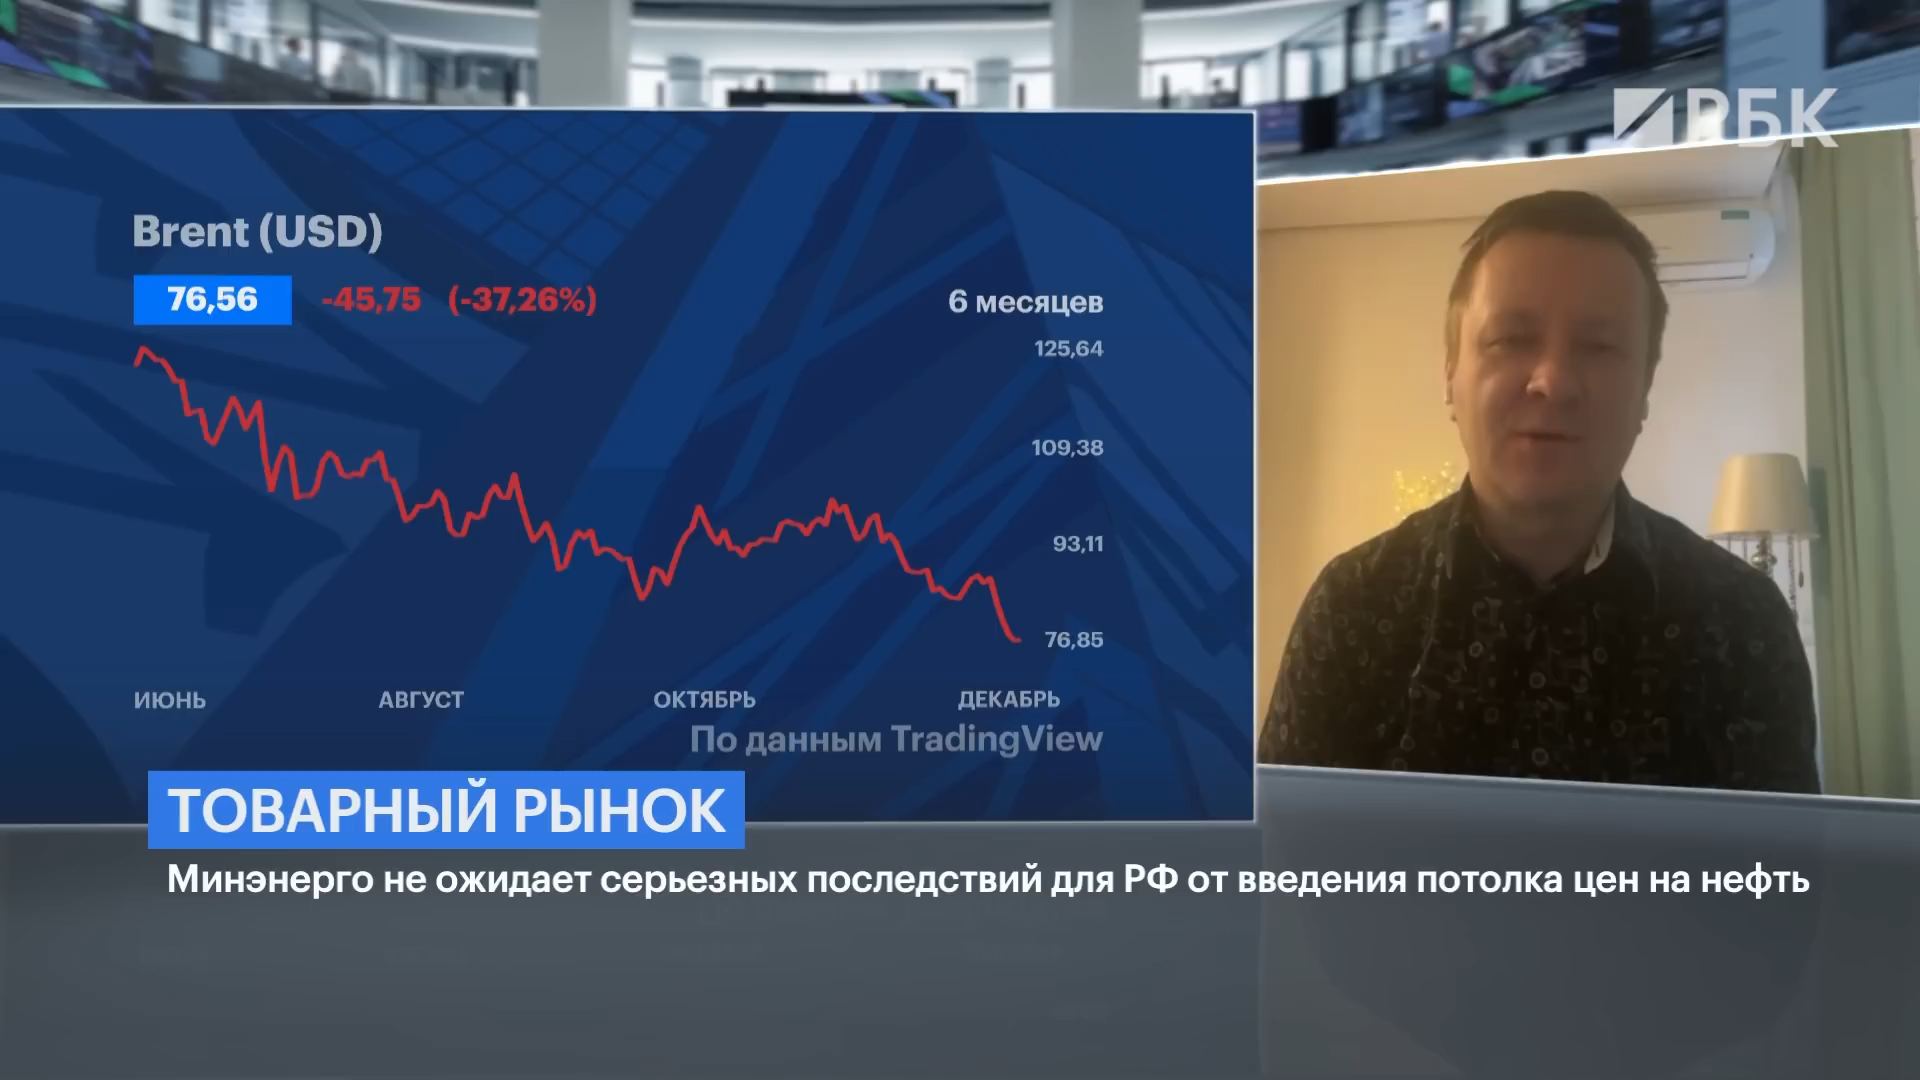 РБК
Brent (USD)
76,56 -45,75 (-37,26%)
6 месяцев
125,64
109,38
93,11
76,85
ИЮНЬ АВГУСТ ОКТЯБРЬ ДЕКАБРЬ
По данным TradingView
ТОВАРНЫЙ РЫНОК
Минэнерго не ожидает серьезных последствий для РФ от введения потолка цен на нефть